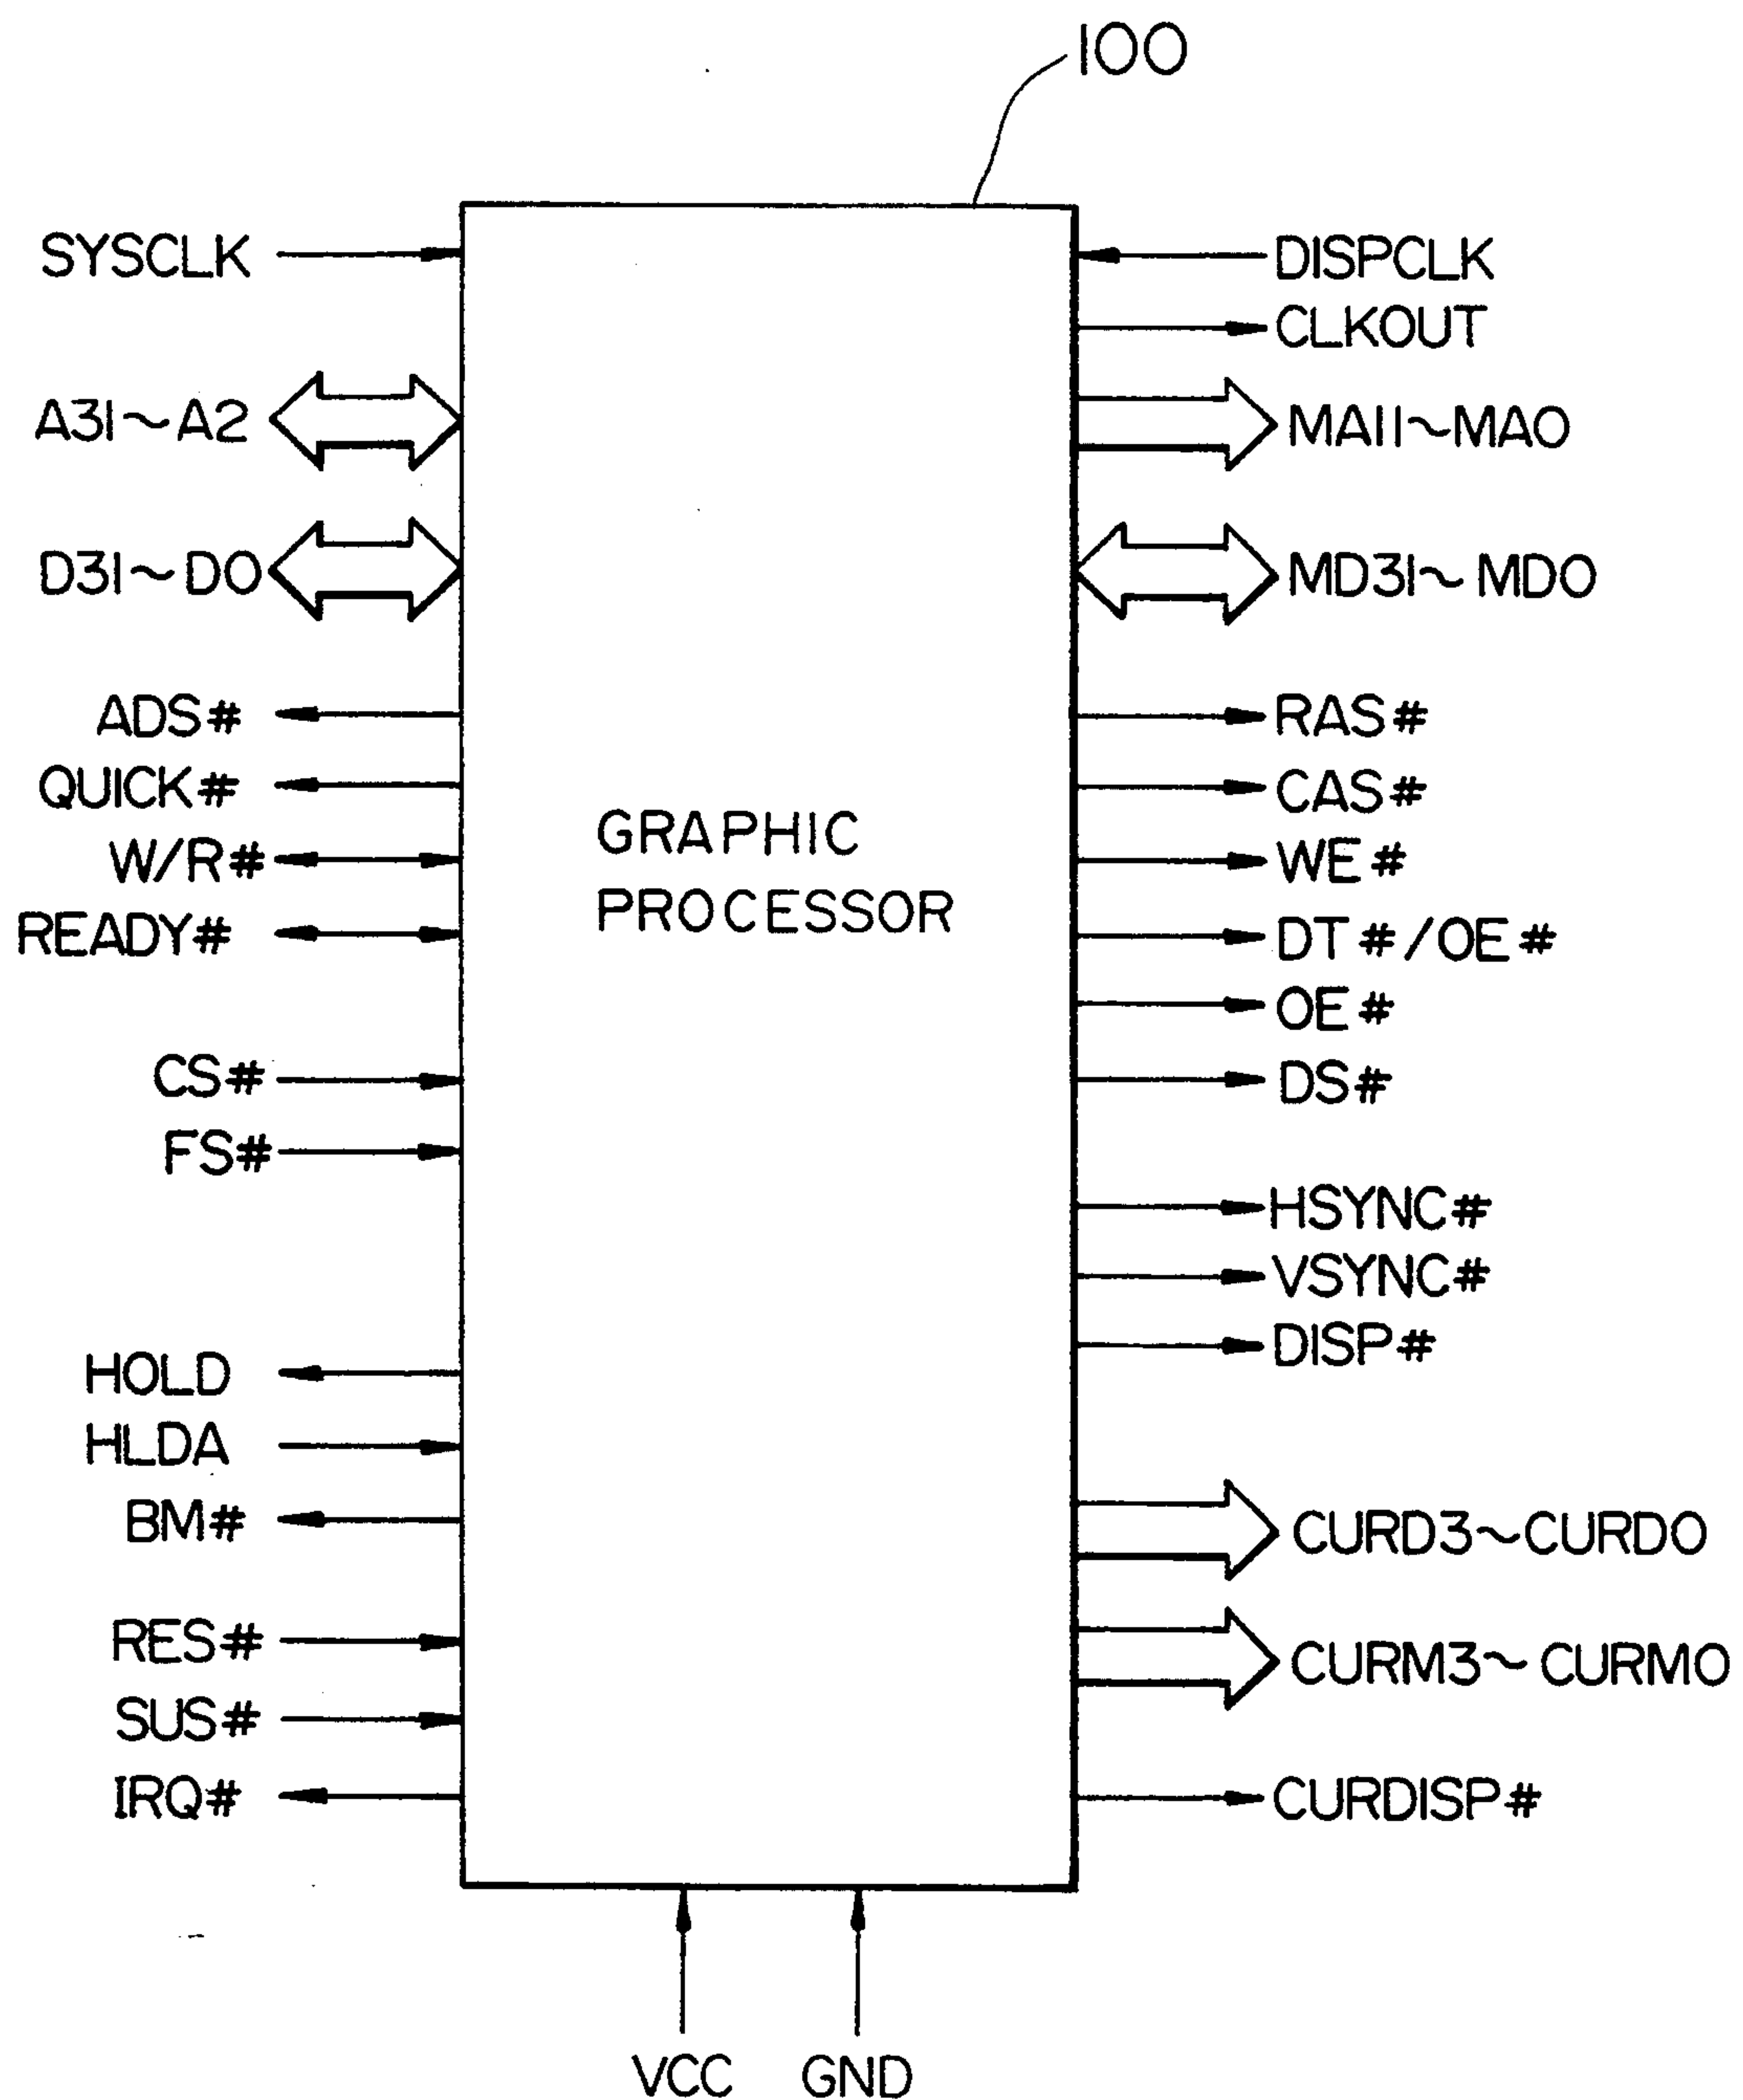 100
SYSCLK
A31~A2
D31~D0
ADS#
QUICK#
W/R#
READY#
CS#
FS#
HOLD
HLDA
BM#
RES#
SUS#
IRQ#
GRAPHIC
PROCESSOR
DISPCLK
CLKOUT
MA11~MA0
MD31~MD0
RAS#
CAS#
WE#
DT#/OE#
OE#
DS#
HSYNC#
VSYNC#
DISP#
CURD3~CURD0
CURM3~CURM0
CURDISP#
VCC GND